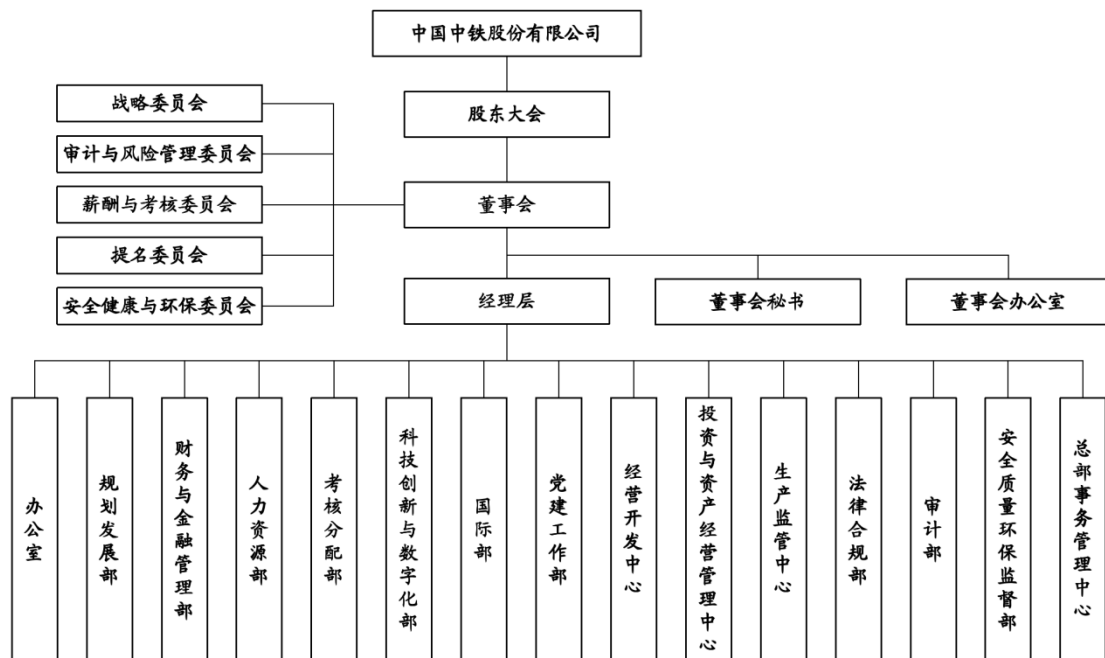 中国中铁股份有限公司
股东大会
战略委员会
审计与风险管理委员会
薪酬与考核委员会
提名委员会
安全健康与环保委员会
董事会
经理层
董事会秘书
董事会办公室
办公室
规划发展部
财务与金融管理部
人力资源部
考核分配部
科技创新与数字化部
国际部
党建工作部
经营开发中心
投资与资产经营管理中心
生产监管中心
法律合规部
审计部
安全质量环保监督部
总部事务管理中心